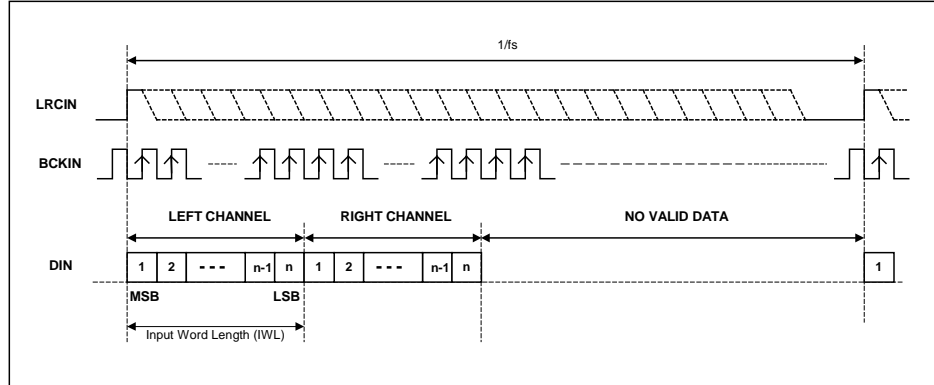 1/fs
LRCIN
BCKIN
LEFT CHANNEL RIGHT CHANNEL NO VALID DATA
DIN 1 2 --- n-1 n 1 2 --- n-1 n 1
MSB LSB
Input Word Length (IWL)